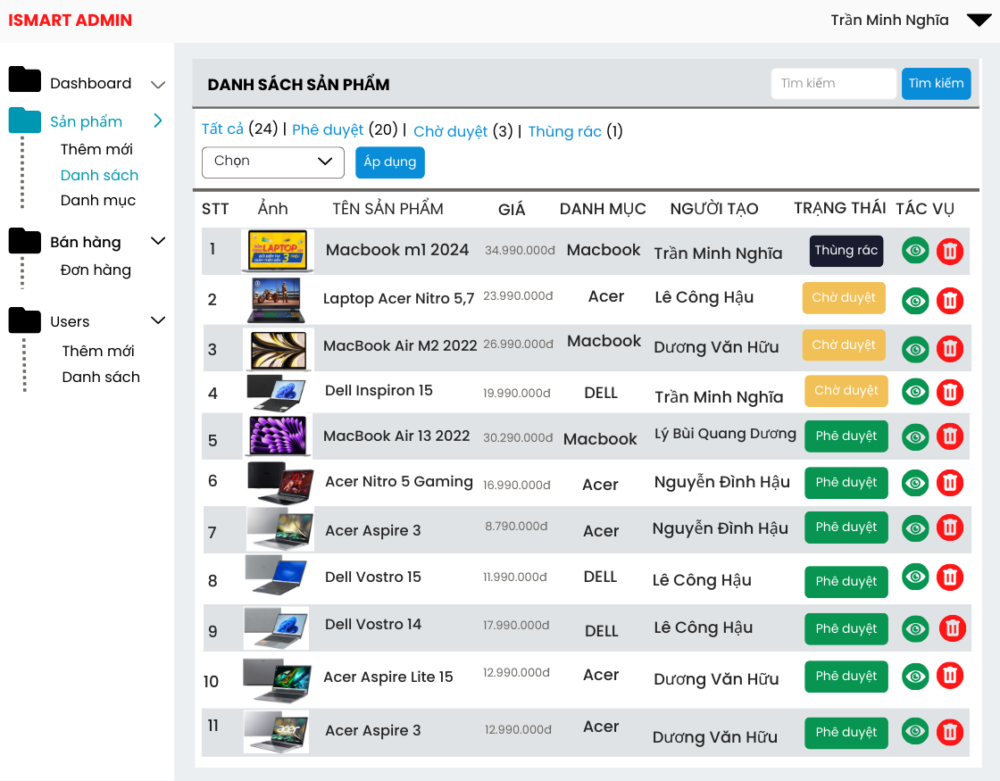 ISMART ADMIN
Trần Minh Nghĩa
Dashboard
Sản phẩm
Thêm mới
Danh sách
Danh mục
Bán hàng
Đơn hàng
Users
Thêm mới
Danh sách
DANH SÁCH SẢN PHẨM
Tìm kiếm
Tìm kiếm
Tất cả (24) | Phê duyệt (20) | Chờ duyệt (3) | Thùng rác (1)
Chọn
Áp dụng
STT Ảnh TÊN SẢN PHẨM GIÁ DANH MỤC NGƯỜI TẠO TRẠNG THÁI TÁC VỤ
1 LAPTOP 3 Macbook m1 2024 34.990.000đ Macbook Trần Minh Nghĩa Thùng rác
2 Laptop Acer Nitro 5,7 23.990.000đ Acer Lê Công Hậu Chờ duyệt
3 MacBook Air M2 2022 26.990.000đ Macbook Dương Văn Hữu Chờ duyệt
4 Dell Inspiron 15 19.990.000đ DELL Trần Minh Nghĩa Chờ duyệt
5 MacBook Air 13 2022 30.290.000đ Macbook Lý Bùi Quang Dương Phê duyệt
6 Acer Nitro 5 Gaming 16.990.000đ Acer Nguyễn Đình Hậu Phê duyệt
7 Acer Aspire 3 8.790.000đ Acer Nguyễn Đình Hậu Phê duyệt
8 Dell Vostro 15 11.990.000đ DELL Lê Công Hậu Phê duyệt
9 Dell Vostro 14 17.990.000đ DELL Lê Công Hậu Phê duyệt
10 Acer Aspire Lite 15 12.990.000đ Acer Dương Văn Hữu Phê duyệt
11 acer Acer Aspire 3 12.990.000đ Acer Dương Văn Hữu Phê duyệt